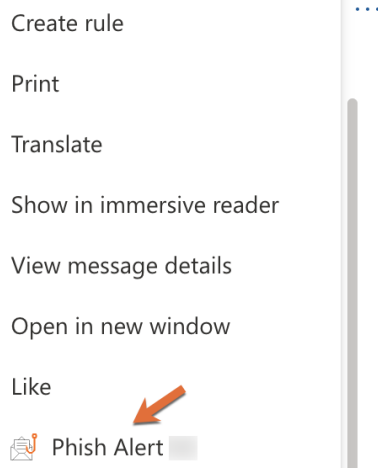 Create rule
Print
Translate
Show in immersive reader
View message details
Open in new window
Like
Phish Alert